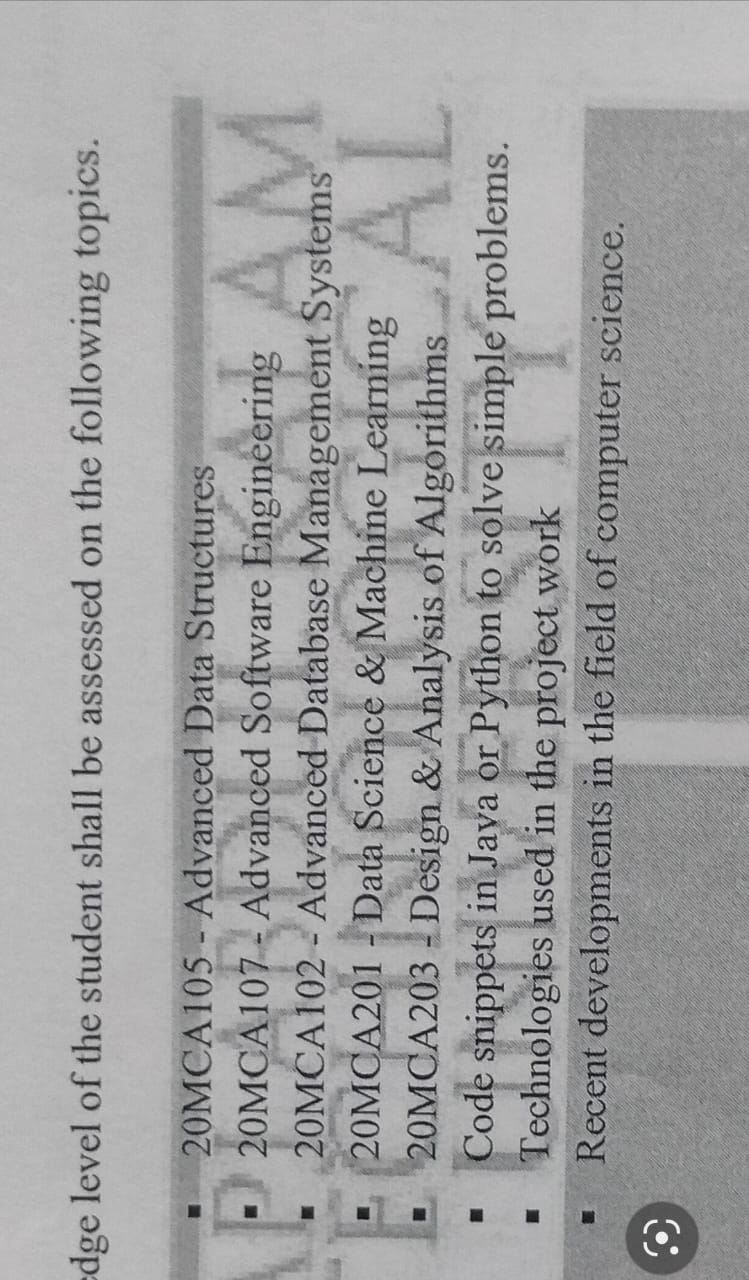 edge level of the student shall be assessed on the following topics.
▪ 20MCA105 - Advanced Data Structures
▪ 20MCA107 - Advanced Software Engineering
▪ 20MCA102 - Advanced Database Management Systems
▪ 20MCA201 - Data Science & Machine Learning
▪ 20MCA203 - Design & Analysis of Algorithms
▪ Code snippets in Java or Python to solve simple problems.
▪ Technologies used in the project work
▪ Recent developments in the field of computer science.